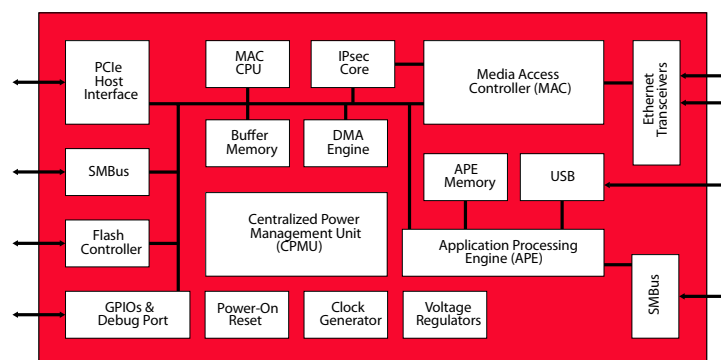 PCIe
Host
Interface
MAC
CPU
IPsec
Core
Media Access
Controller (MAC)
Ethernet
Transceivers
Buffer
Memory
DMA
Engine
SMBus
APE
Memory
USB
Flash
Controller
Centralized Power
Management Unit
(CPMU)
Application Processing
Engine (APE)
SMBus
GPIOs &
Debug Port
Power-On
Reset
Clock
Generator
Voltage
Regulators